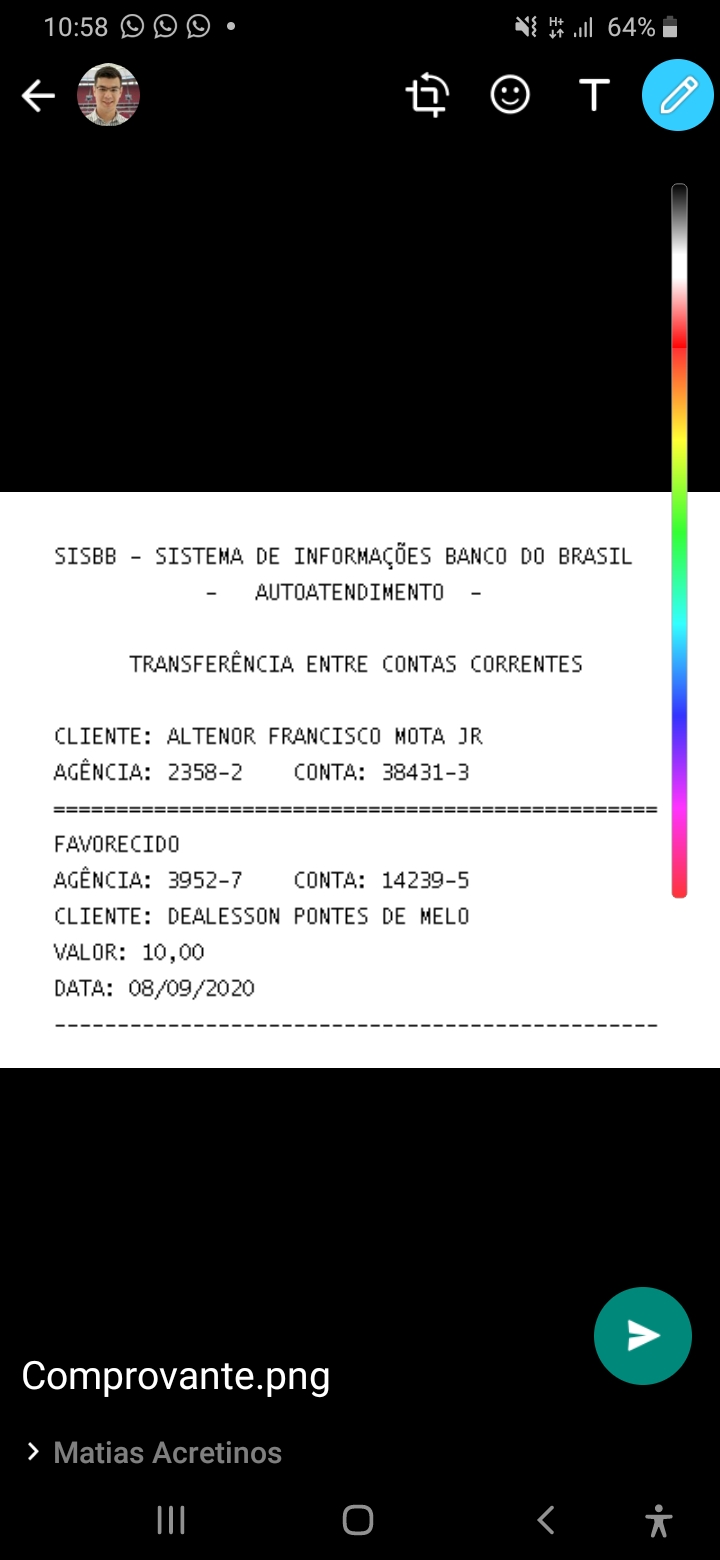 10:58
64%
T
SISBB - SISTEMA DE INFORMAÇÕES BANCO DO BRASIL
- AUTOATENDIMENTO -
TRANSFERÊNCIA ENTRE CONTAS CORRENTES
CLIENTE: ALTENOR FRANCISCO MOTA JR
AGÊNCIA: 2358-2 CONTA: 38431-3
================================================
FAVORECIDO
AGÊNCIA: 3952-7 CONTA: 14239-5
CLIENTE: DEALESSON PONTES DE MELO
VALOR: 10,00
DATA: 08/09/2020
------------------------------------------------
Comprovante.png
Matias Acretinos